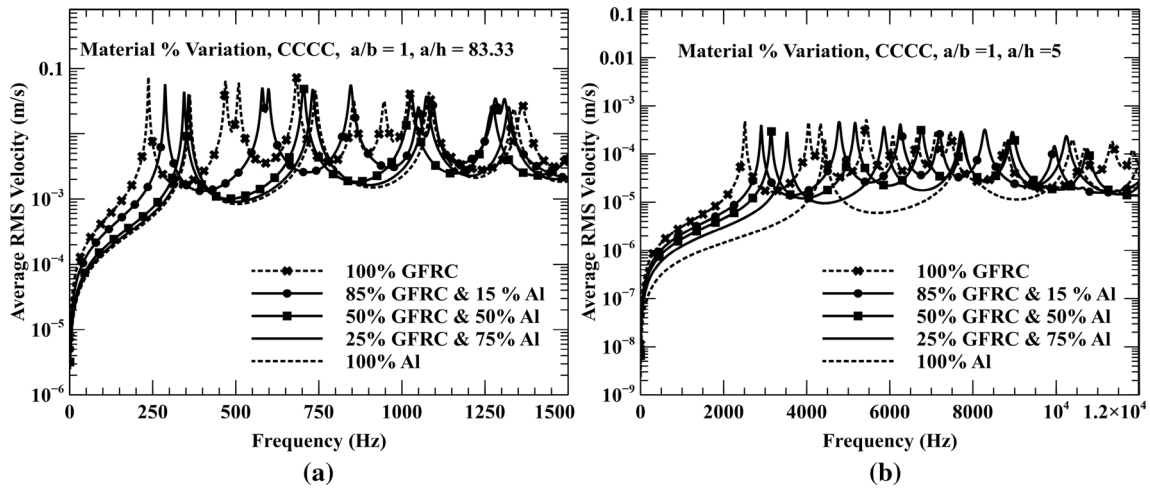 Material % Variation, CCCC, a/b = 1, a/h = 83.33
Average RMS Velocity (m/s)
0.1
10⁻³
10⁻⁴
10⁻⁵
10⁻⁶
100% GFRC
85% GFRC & 15 % Al
50% GFRC & 50% Al
25% GFRC & 75% Al
100% Al
0 250 500 750 1000 1250 1500
Frequency (Hz)
(a)
Material % Variation, CCCC, a/b =1, a/h =5
Average RMS Velocity (m/s)
0.1
0.01
10⁻³
10⁻⁴
10⁻⁵
10⁻⁶
10⁻⁷
10⁻⁸
10⁻⁹
100% GFRC
85% GFRC & 15 % Al
50% GFRC & 50% Al
25% GFRC & 75% Al
100% Al
0 2000 4000 6000 8000 10⁴ 1.2×10⁴
Frequency (Hz)
(b)